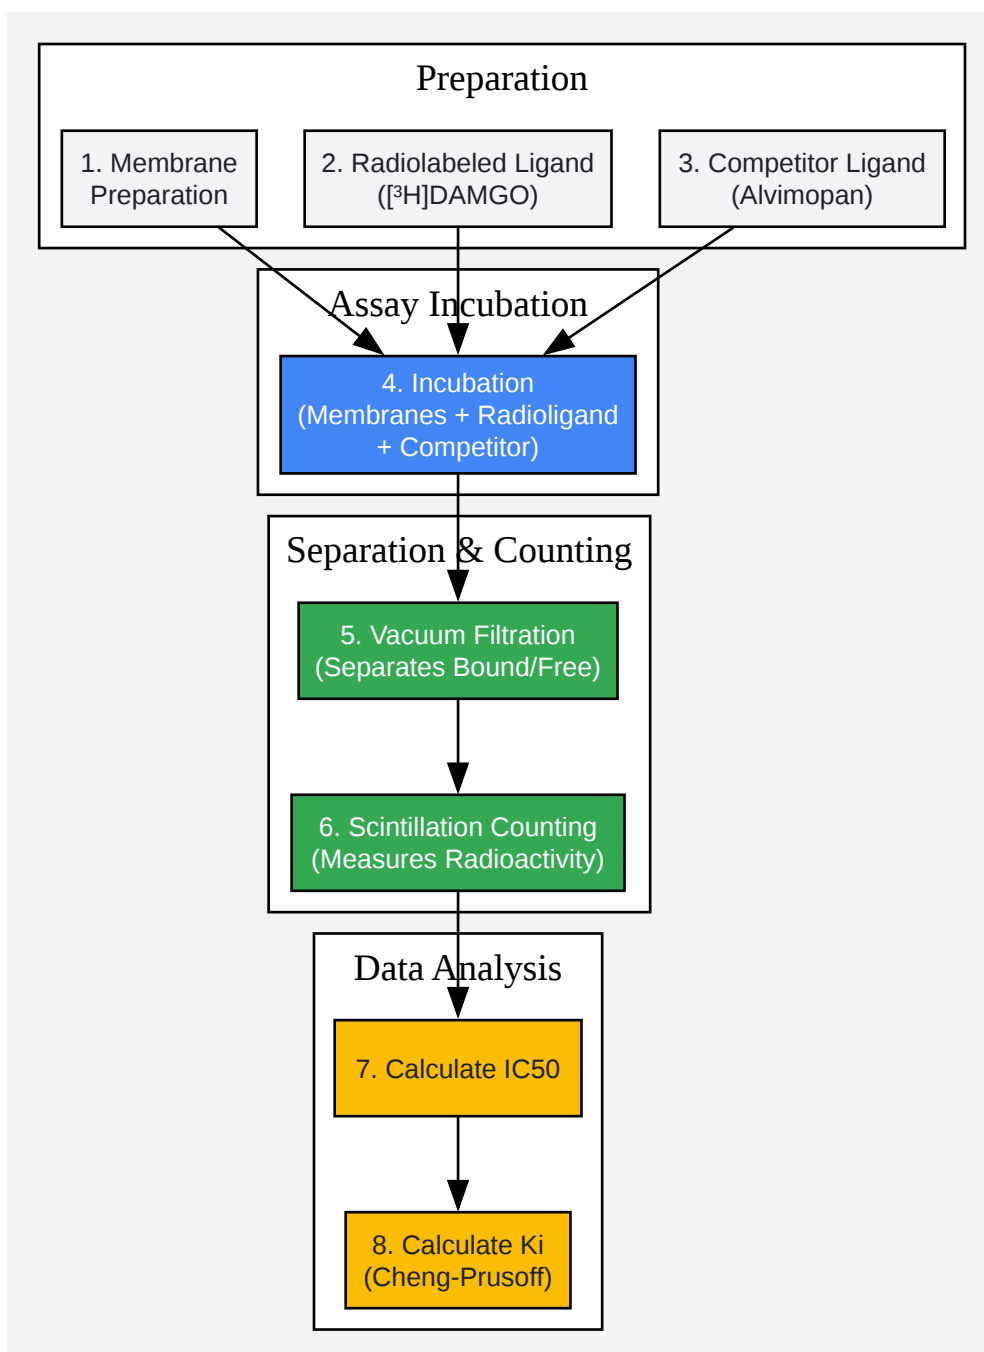 Preparation
1. Membrane
Preparation
2. Radiolabeled Ligand
([³H]DAMGO)
3. Competitor Ligand
(Alvimopan)
Assay Incubation
4. Incubation
(Membranes + Radioligand
+ Competitor)
Separation & Counting
5. Vacuum Filtration
(Separates Bound/Free)
6. Scintillation Counting
(Measures Radioactivity)
Data Analysis
7. Calculate IC50
8. Calculate Ki
(Cheng-Prusoff)